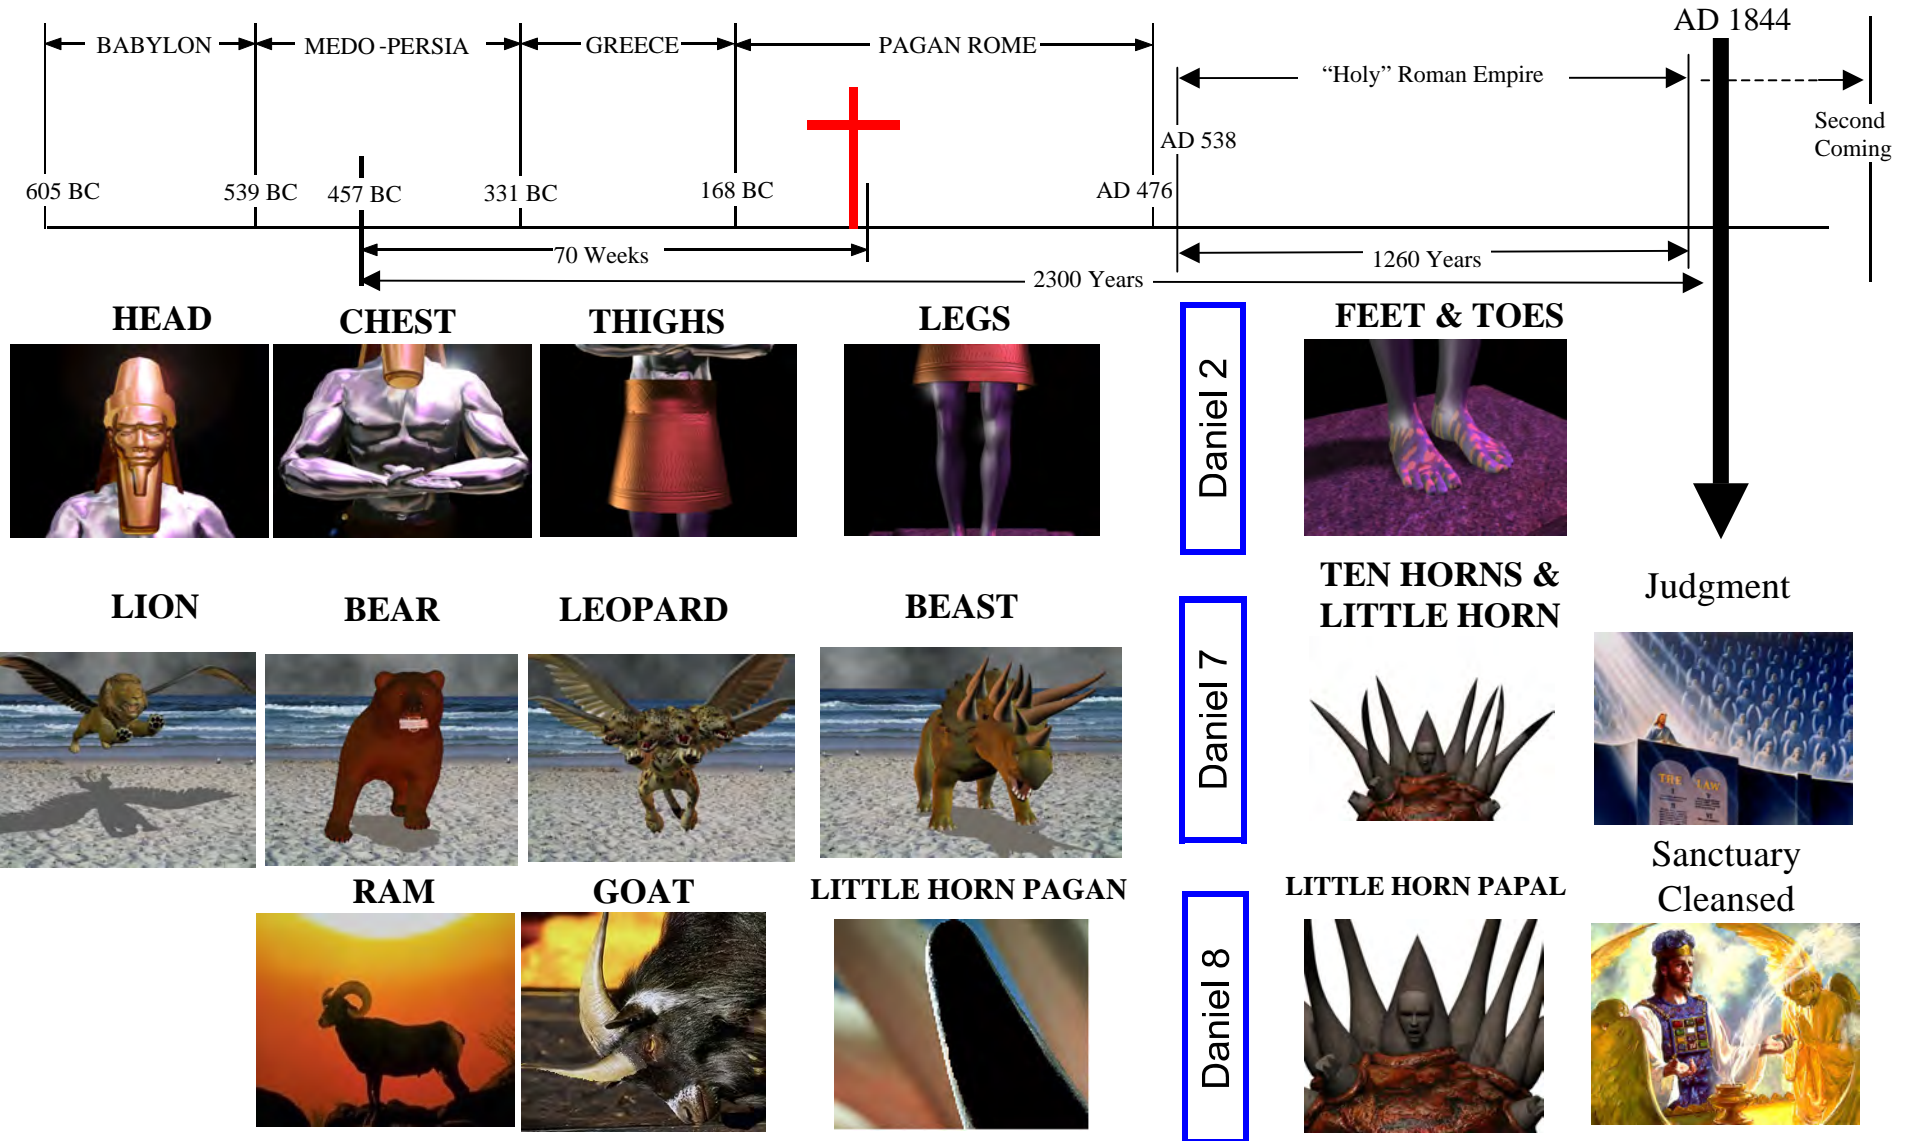 AD 1844
BABYLON
MEDO -PERSIA
GREECE
PAGAN ROME
“Holy” Roman Empire
Second
Coming
AD 538
605 BC
539 BC
457 BC
331 BC
168 BC
AD 476
70 Weeks
1260 Years
2300 Years
HEAD
CHEST
THIGHS
LEGS
Daniel 2
FEET & TOES
LION
BEAR
LEOPARD
BEAST
Daniel 7
TEN HORNS &
LITTLE HORN
Judgment
THE LAW
RAM
GOAT
LITTLE HORN PAGAN
Daniel 8
LITTLE HORN PAPAL
Sanctuary
Cleansed